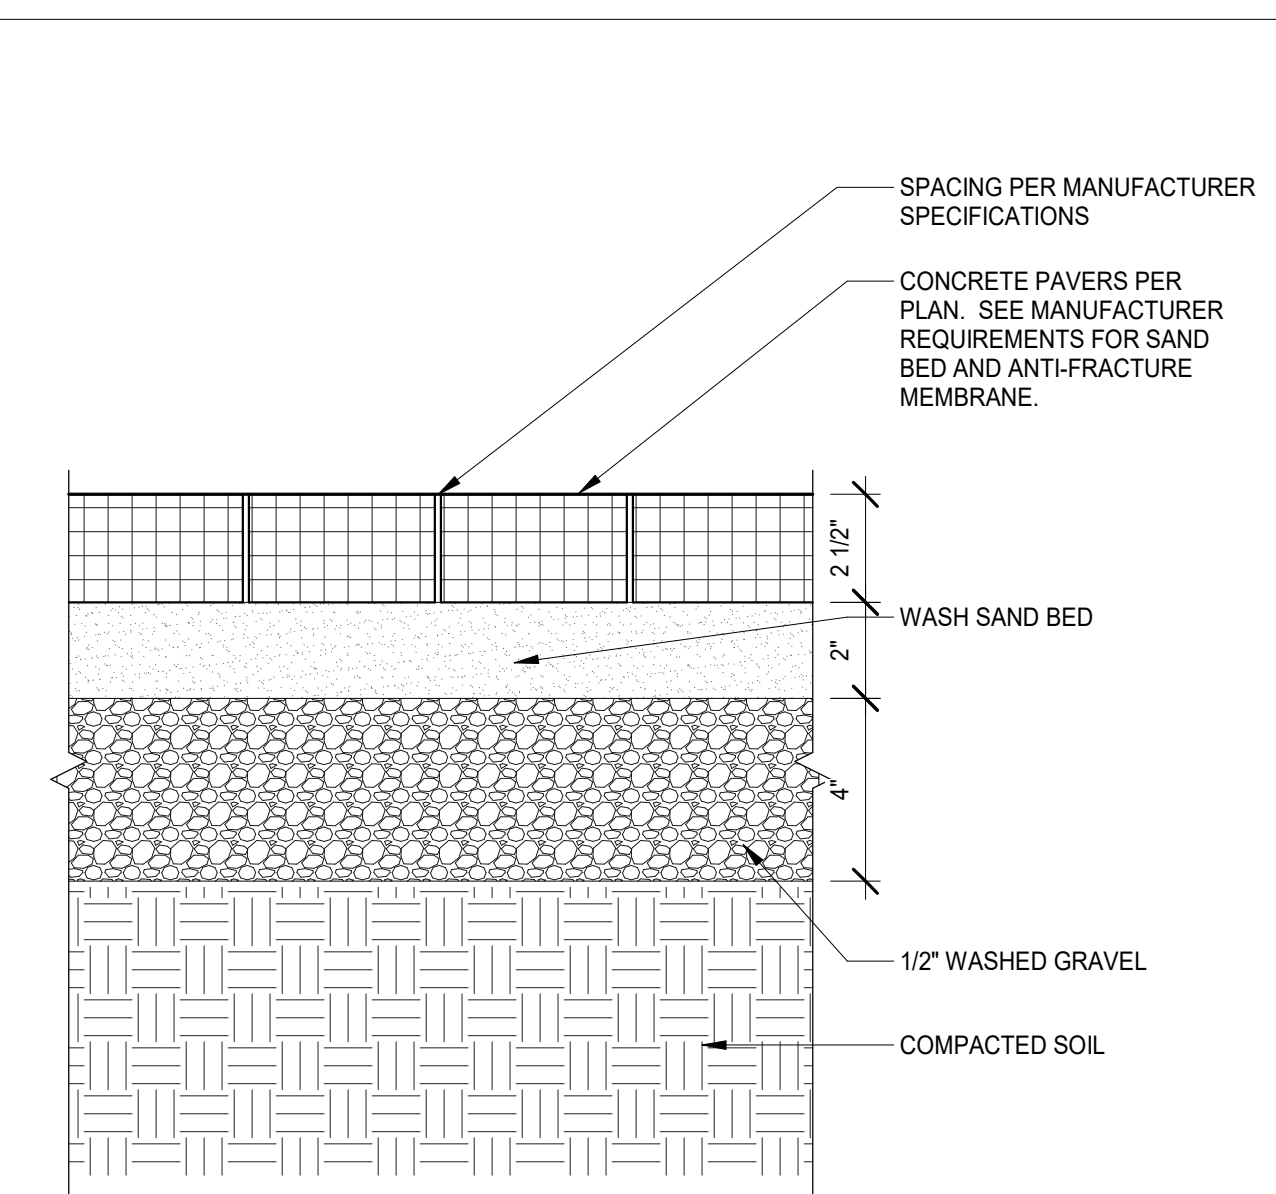 SPACING PER MANUFACTURER
SPECIFICATIONS
CONCRETE PAVERS PER
PLAN. SEE MANUFACTURER
REQUIREMENTS FOR SAND
BED AND ANTI-FRACTURE
MEMBRANE.
2 1/2"
WASH SAND BED
2"
4"
1/2" WASHED GRAVEL
COMPACTED SOIL